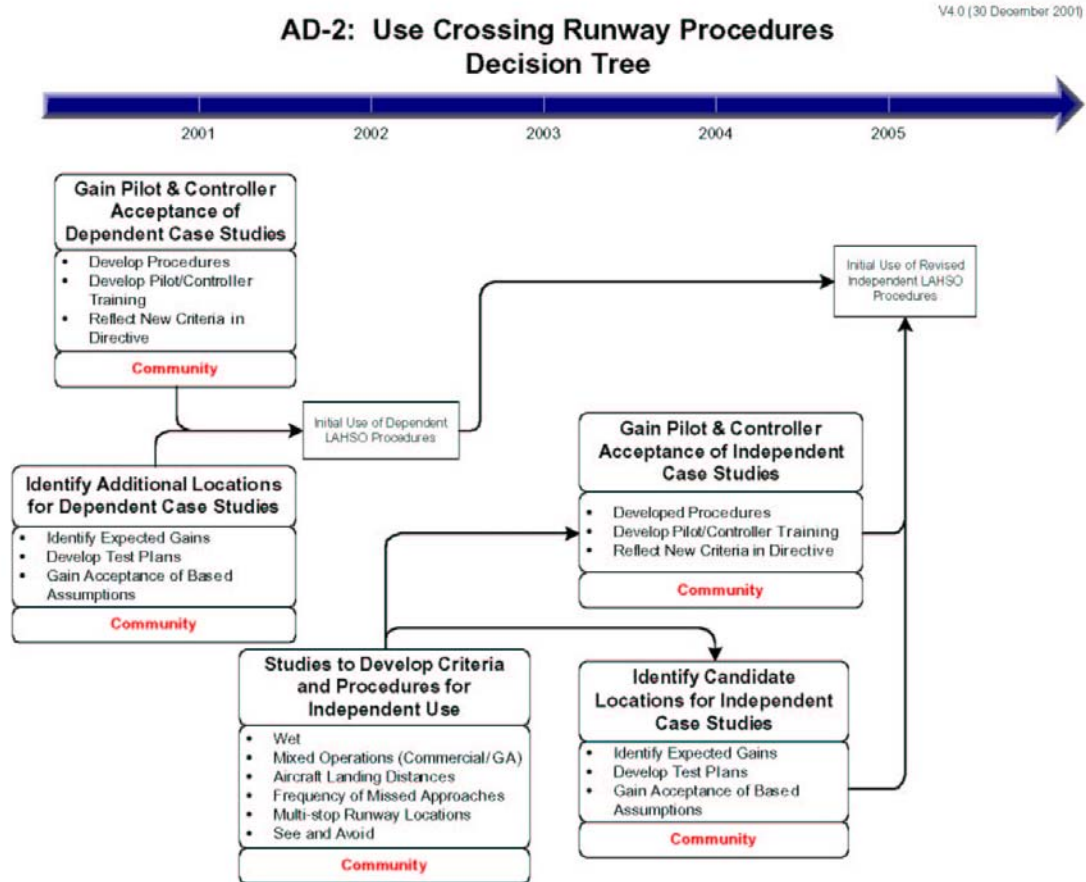 V4.0 (30 December 2001)
AD-2: Use Crossing Runway Procedures
Decision Tree
2001
2002
2003
2004
2005
Gain Pilot & Controller
Acceptance of
Dependent Case Studies
• Develop Procedures
• Develop Pilot/Controller
Training
• Reflect New Criteria in
Directive
Community
Initial Use of Revised
Independent LAHSO
Procedures
Initial Use of Dependent
LAHSO Procedures
Identify Additional Locations
for Dependent Case Studies
• Identify Expected Gains
• Develop Test Plans
• Gain Acceptance of Based
Assumptions
Community
Gain Pilot & Controller
Acceptance of Independent
Case Studies
• Developed Procedures
• Develop Pilot/Controller Training
• Reflect New Criteria in Directive
Community
Studies to Develop Criteria
and Procedures for
Independent Use
• Wet
• Mixed Operations (Commercial/GA)
• Aircraft Landing Distances
• Frequency of Missed Approaches
• Multi-stop Runway Locations
• See and Avoid
Community
Identify Candidate
Locations for Independent
Case Studies
• Identify Expected Gains
• Develop Test Plans
• Gain Acceptance of Based
Assumptions
Community